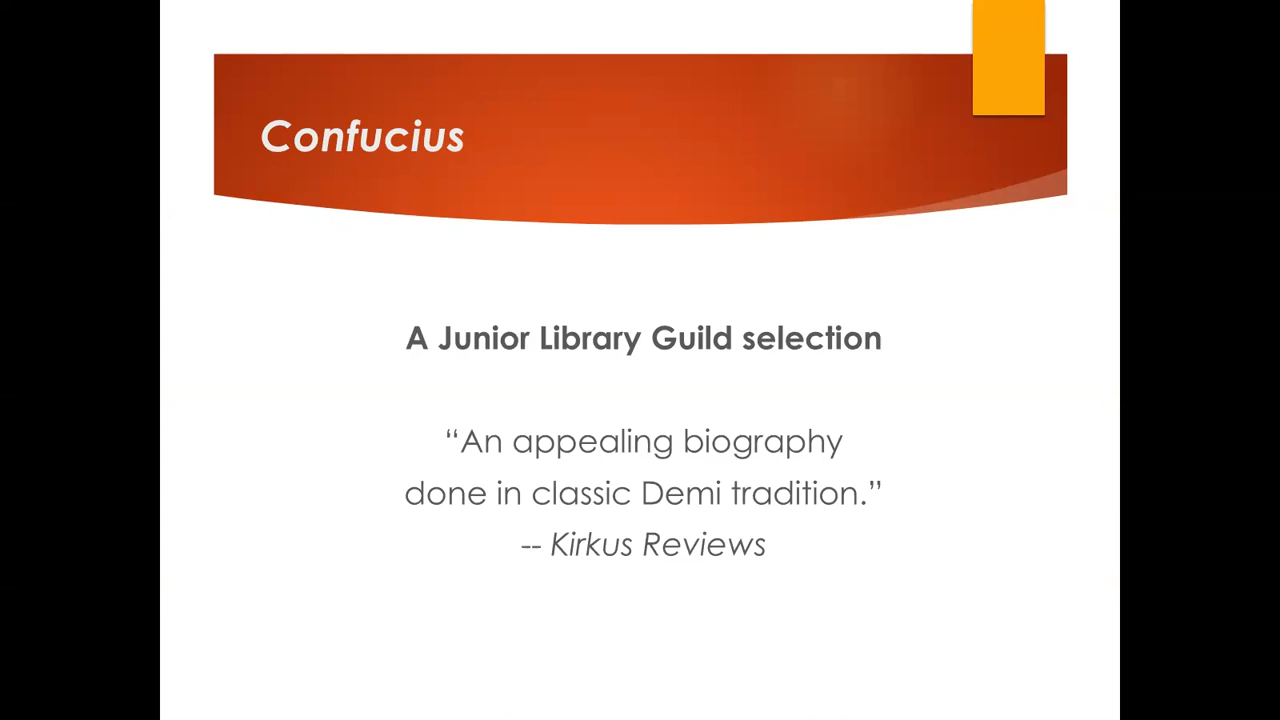 Confucius
A Junior Library Guild selection
“An appealing biography
done in classic Demi tradition.”
-- Kirkus Reviews